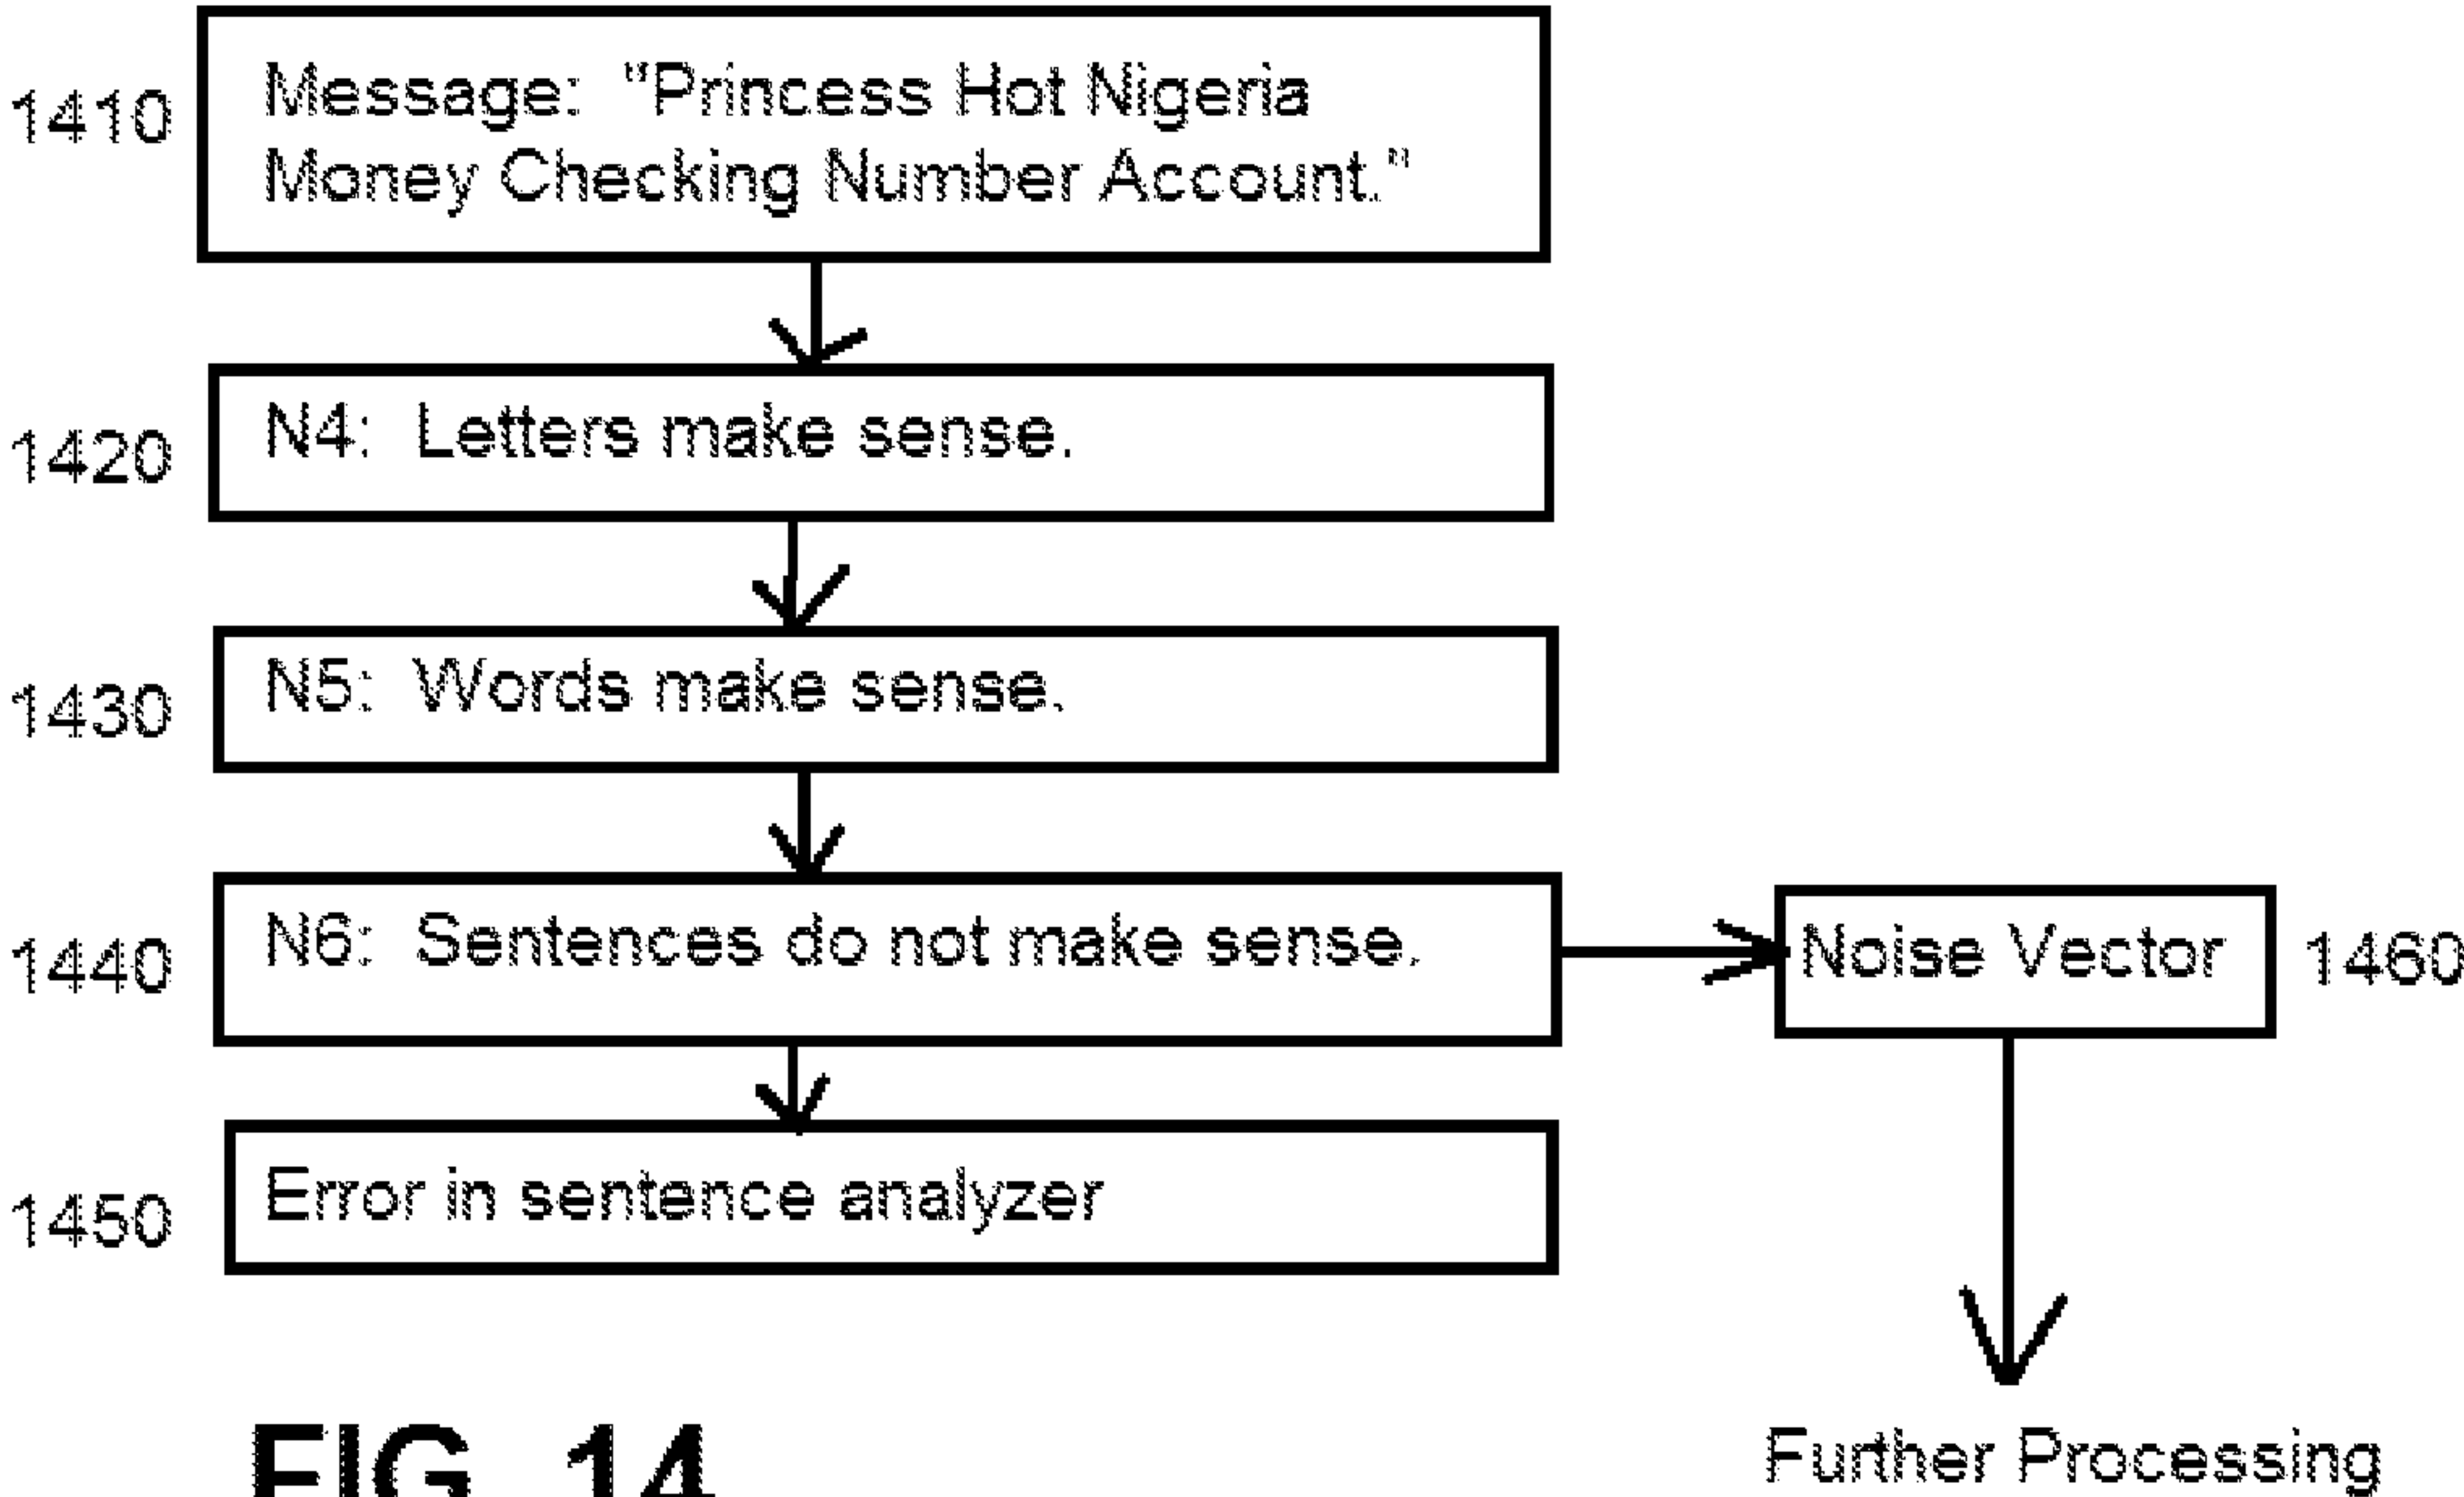 1410
Message:  "Princess Hot Nigeria
Money Checking Number Account."
1420
N4:  Letters make sense.
1430
N5:  Words make sense.
1440
N6:  Sentences do not make sense.
Noise Vector
1460
1450
Error in sentence analyzer
Further Processing
FIG. 14